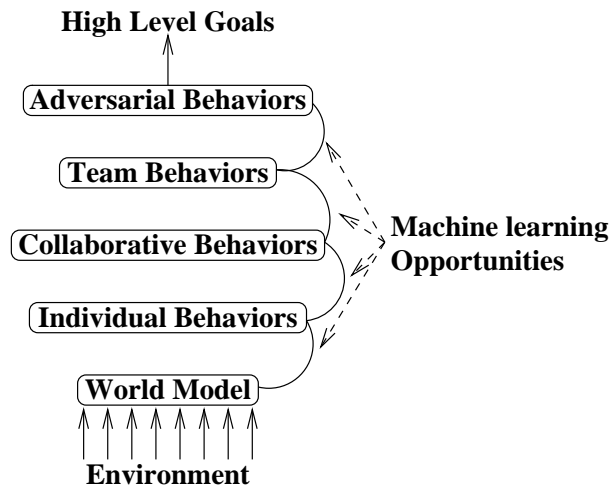 High Level Goals
Adversarial Behaviors
Team Behaviors
Collaborative Behaviors
Individual Behaviors
World Model
Environment
Machine learning
Opportunities